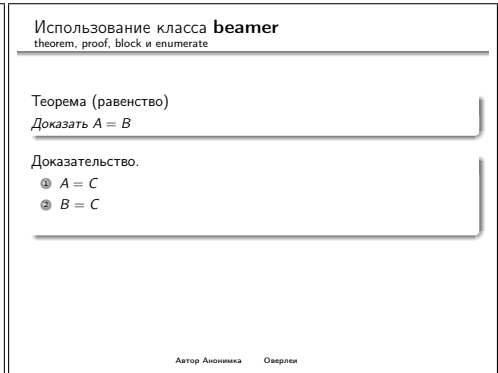 Использование класса beamer
theorem, proof, block и enumerate
Теорема (равенство)
Доказать A = B
Доказательство.
1 A = C
2 B = C
Автор Анонимка Оверлеи